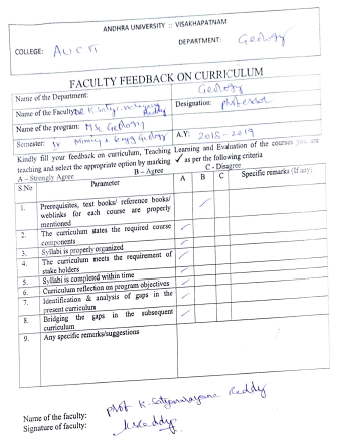 ANDHRA UNIVERSITY :: VISAKHAPATNAM
COLLEGE: AUCST DEPARTMENT: Geology
FACULTY FEEDBACK ON CURRICULUM
Name of the Department: Geology
Name of the Faculty: DR K Satyanarayana Reddy Designation: professor
Name of the program: M.Sc Geology
Semester: IV A.Y: 2018-2019
Kindly fill your feedback on curriculum, Teaching Learning and Evaluation of the courses you are
teaching and select the appropriate option by marking ✓ as per the following criteria
A – Strongly Agree B – Agree C - Disagree
S.No Parameter A B C Specific remarks (If any)
1. Prerequisites, text books/ reference books/
weblinks for each course are properly
mentioned ✓
2. The curriculum states the required course
components ✓
3. Syllabi is properly organized ✓
4. The curriculum meets the requirement of
stake holders ✓
5. Syllabi is completed within time ✓
6. Curriculum reflection on program objectives ✓
7. Identification & analysis of gaps in the
present curriculum ✓
8. Bridging the gaps in the subsequent
curriculum ✓
9. Any specific remarks/suggestions
Name of the faculty: prof K. Satyanarayana Reddy
Signature of faculty: